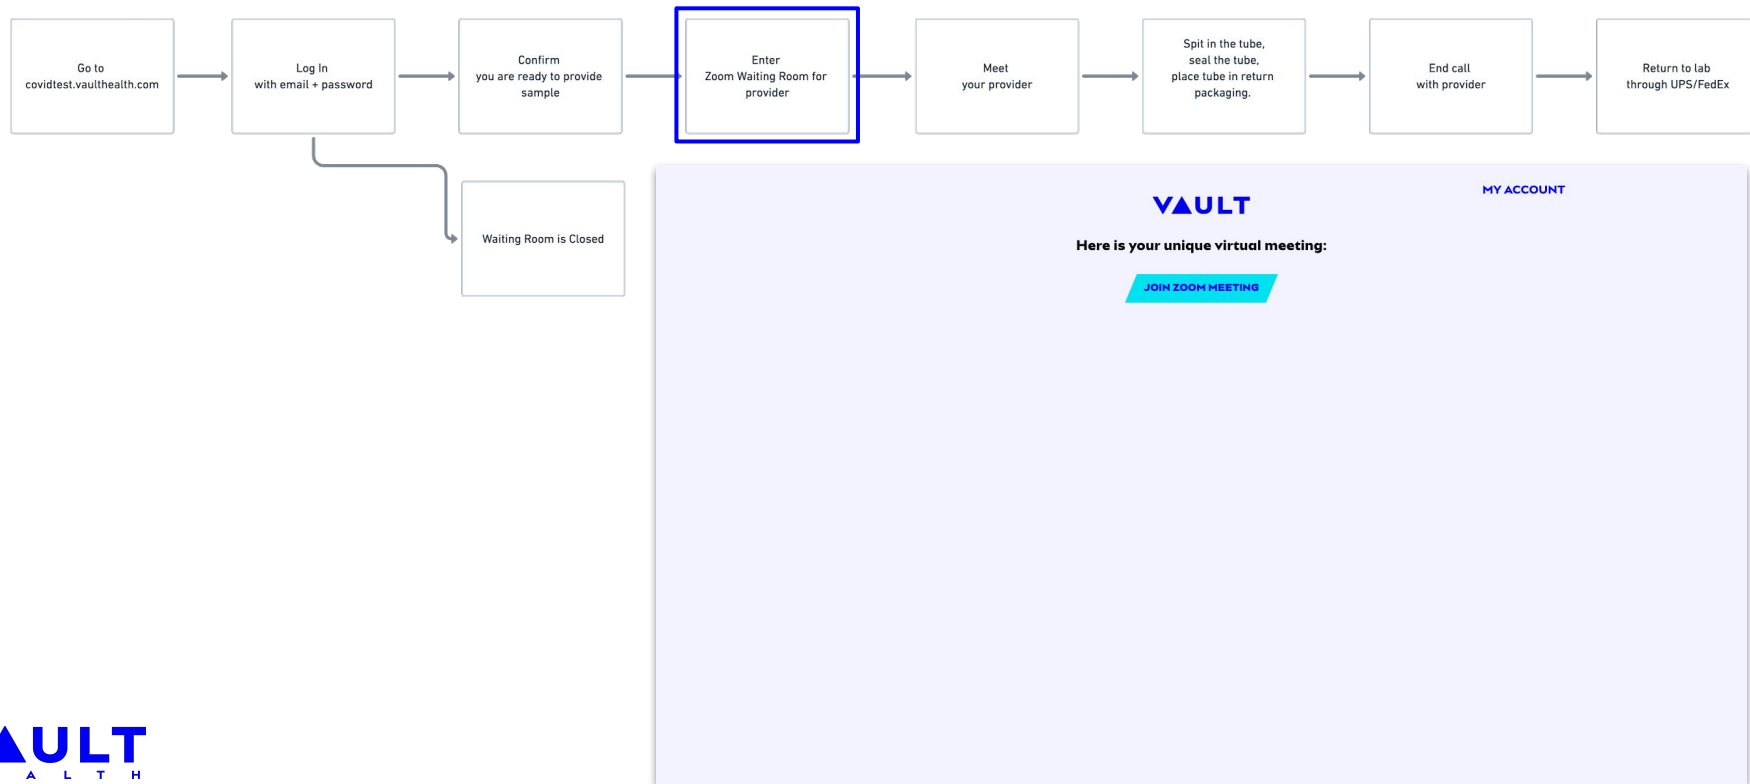 Go to
covidtest.vaulthealth.com
Log In
with email + password
Confirm
you are ready to provide
sample
Enter
Zoom Waiting Room for
provider
Meet
your provider
Spit in the tube,
seal the tube,
place tube in return
packaging.
End call
with provider
Return to lab
through UPS/FedEx
Waiting Room is Closed
MY ACCOUNT
VAULT
Here is your unique virtual meeting:
JOIN ZOOM MEETING
AULT
ALTH